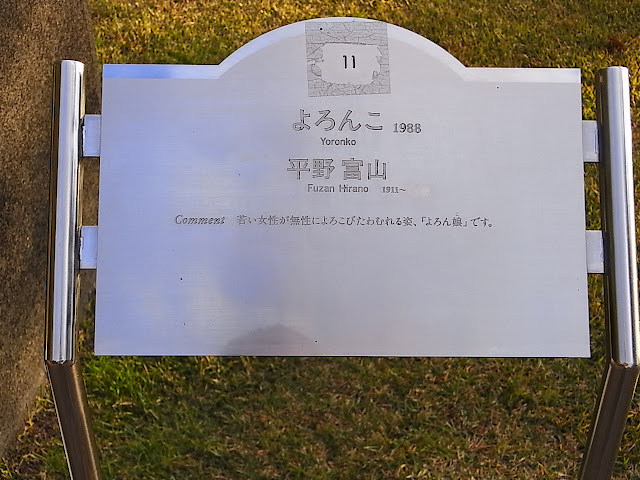 11
よろんこ 1988
Yoronko
平野 富山
Fuzan Hirano 1911〜
Comment 若い女性が無性によろこびたわむれる姿、「よろん娘」です。